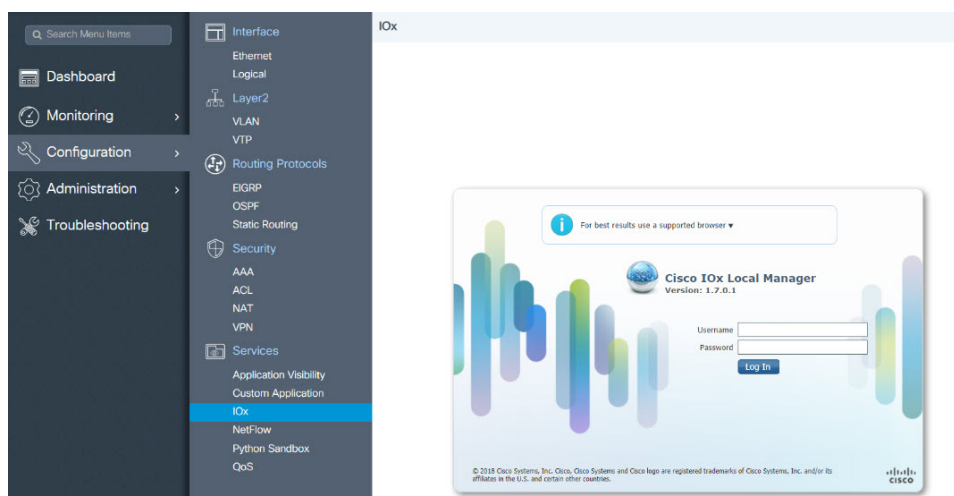 Search Menu Items
Dashboard
Monitoring
Configuration
Administration
Troubleshooting
Interface
Ethernet
Logical
Layer2
VLAN
VTP
Routing Protocols
EIGRP
OSPF
Static Routing
Security
AAA
ACL
NAT
VPN
Services
Application Visibility
Custom Application
IOx
NetFlow
Python Sandbox
QoS
IOx
For best results use a supported browser
Cisco IOx Local Manager
Version: 1.7.0.1
Username
Password
Log In
© 2018 Cisco Systems, Inc. Cisco, Cisco Systems and Cisco logo are registered trademarks of Cisco Systems, Inc. and/or its
affiliates in the U.S. and certain other countries.
CISCO